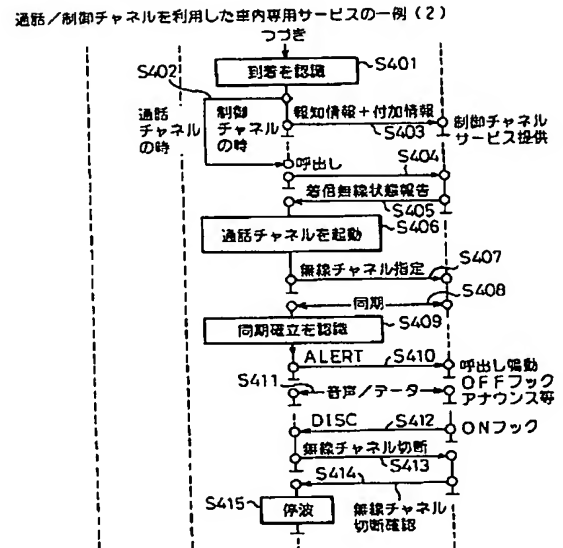 通話/制御チャネルを利用した車内専用サービスの一例(2)
つづき
到着を認識
S401
S402
通話
チャネル
の時
制御
チャネル
の時
報知情報+付加情報
S403
制御チャネル
サービス提供
呼出し
S404
着信無線状態報告
S405
通話チャネルを起動
S406
無線チャネル指定
S407
同期
S408
同期確立を認識
S409
ALERT
S410
呼出し鳴動
S411
音声/データ
OFFフック
アナウンス等
DISC
S412
ONフック
無線チャネル切断
S413
S414
無線チャネル
切断確認
S415
停波